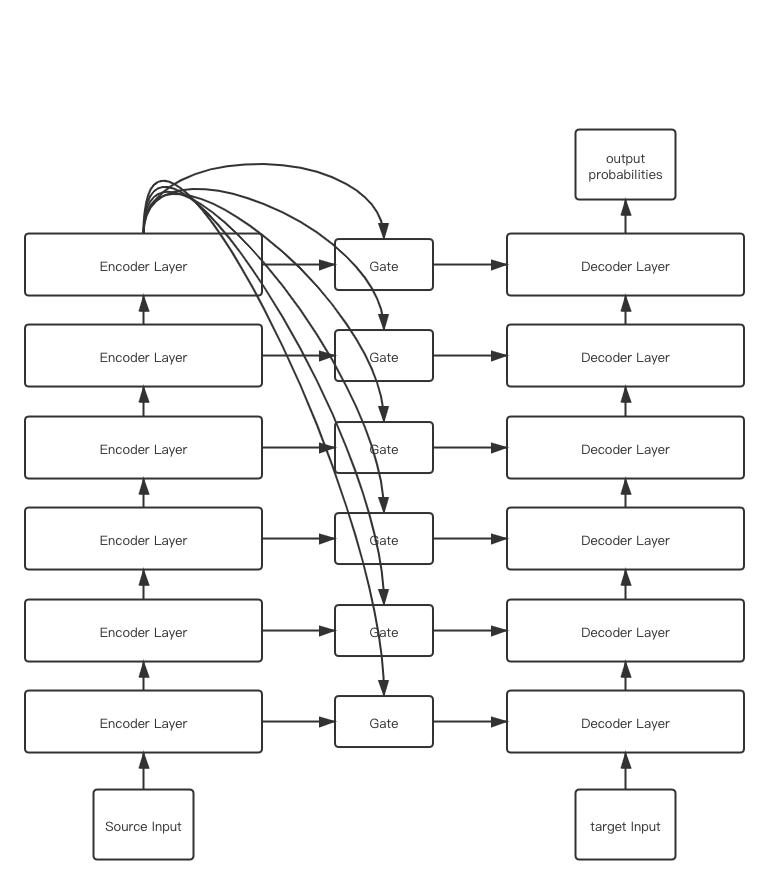 output
probabilities
Encoder Layer
Gate
Decoder Layer
Encoder Layer
Gate
Decoder Layer
Encoder Layer
Gate
Decoder Layer
Encoder Layer
Gate
Decoder Layer
Encoder Layer
Gate
Decoder Layer
Encoder Layer
Gate
Decoder Layer
Source Input
target Input